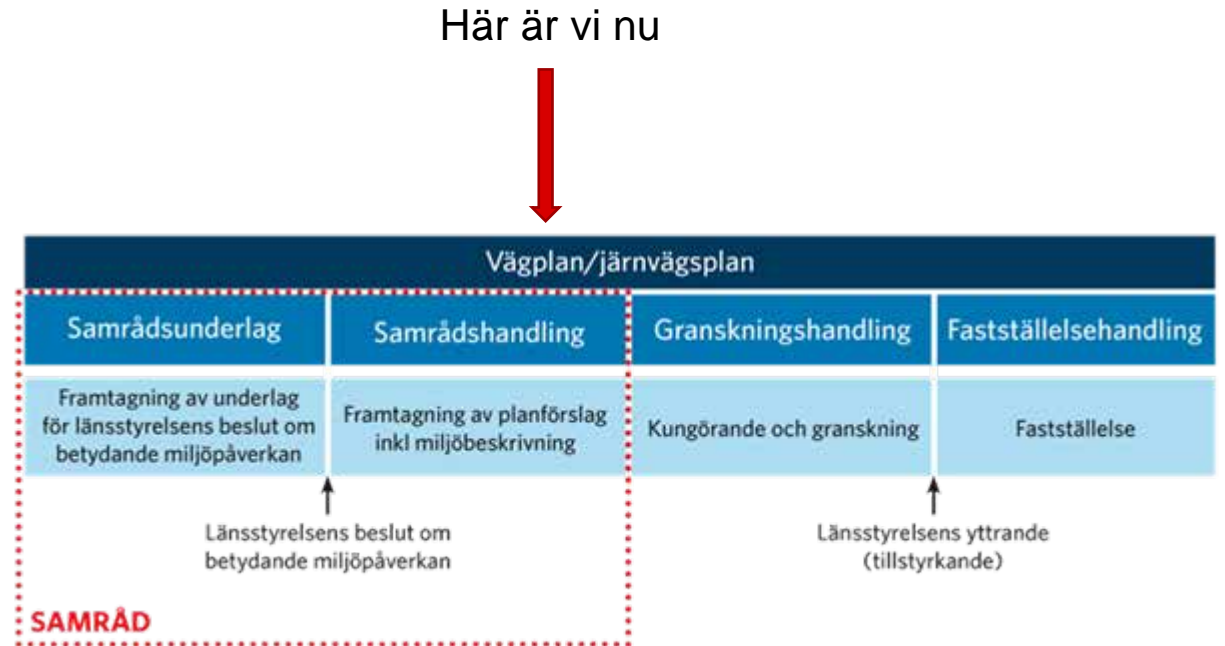 Här är vi nu
Vägplan/järnvägsplan
Samrådsunderlag
Samrådshandling
Granskningshandling
Fastställelsehandling
Framtagning av underlag
för länsstyrelsens beslut om
betydande miljöpåverkan
Framtagning av planförslag
inkl miljöbeskrivning
Kungörande och granskning
Fastställelse
Länsstyrelsens beslut om
betydande miljöpåverkan
Länsstyrelsens yttrande
(tillstyrkande)
SAMRÅD